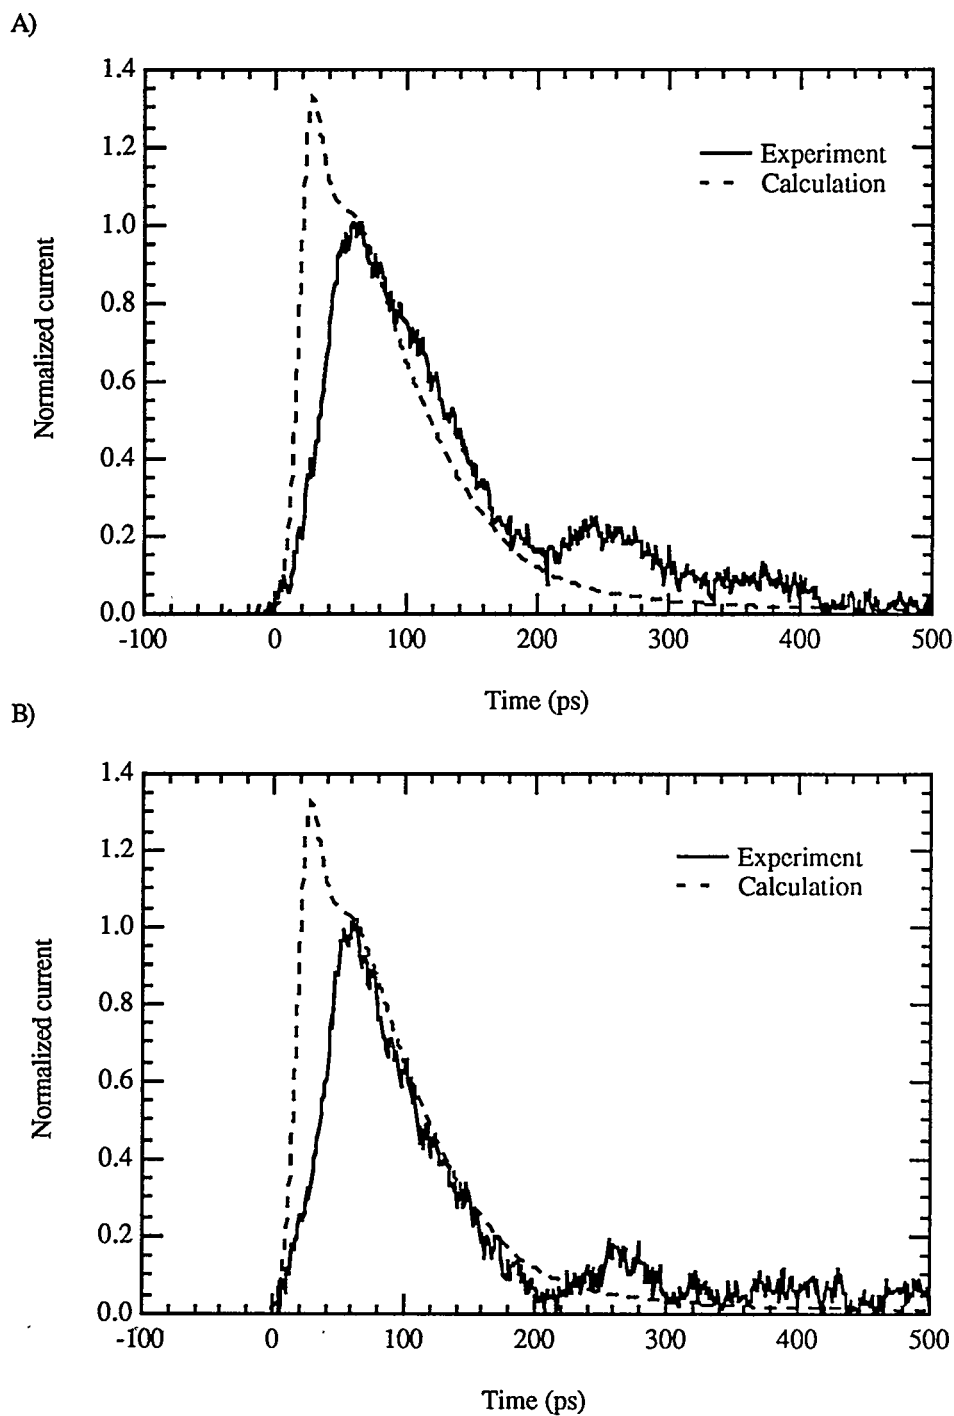 A)
1.4
1.2
1.0
0.8
0.6
0.4
0.2
0.0
Normalized current
Experiment
Calculation
-100 0 100 200 300 400 500
Time (ps)
B)
1.4
1.2
1.0
0.8
0.6
0.4
0.2
0.0
Normalized current
Experiment
Calculation
-100 0 100 200 300 400 500
Time (ps)